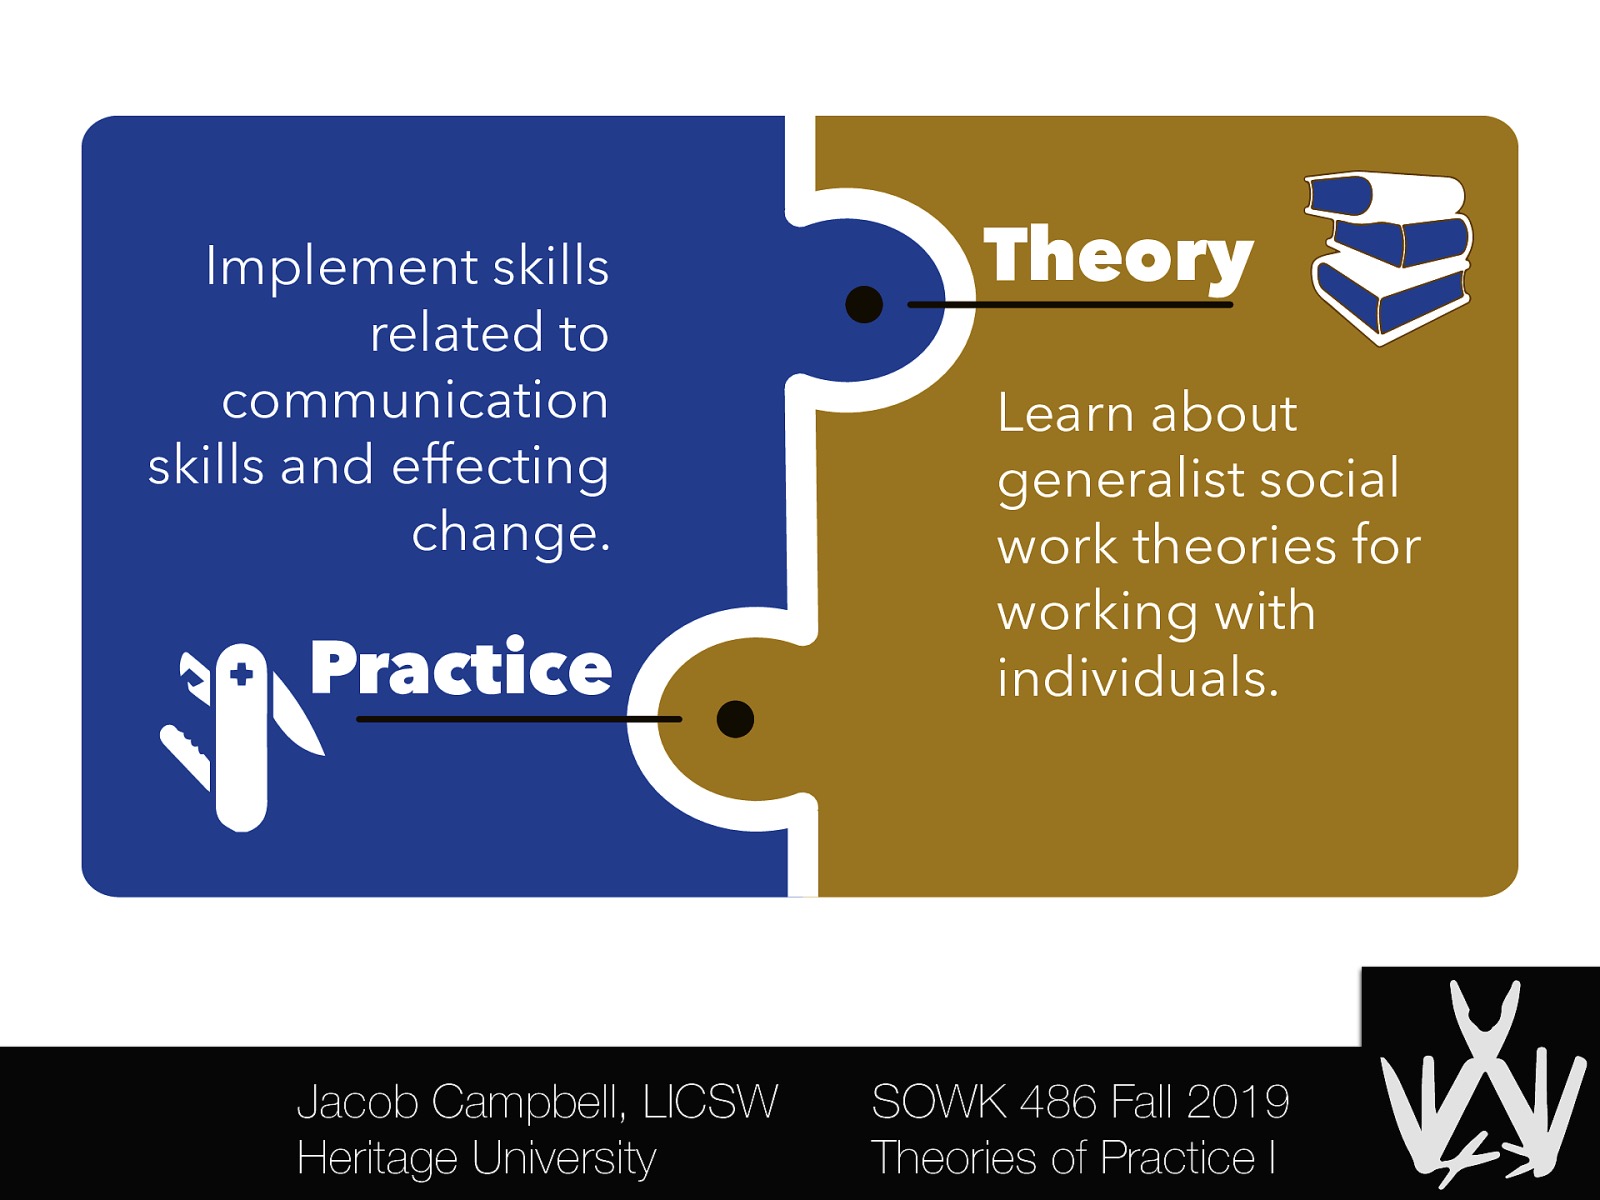 Implement skills
related to
communication
skills and effecting
change.
Practice
Theory
Learn about
generalist social
work theories for
working with
individuals.
Jacob Campbell, LICSW
Heritage University
SOWK 486 Fall 2019
Theories of Practice I